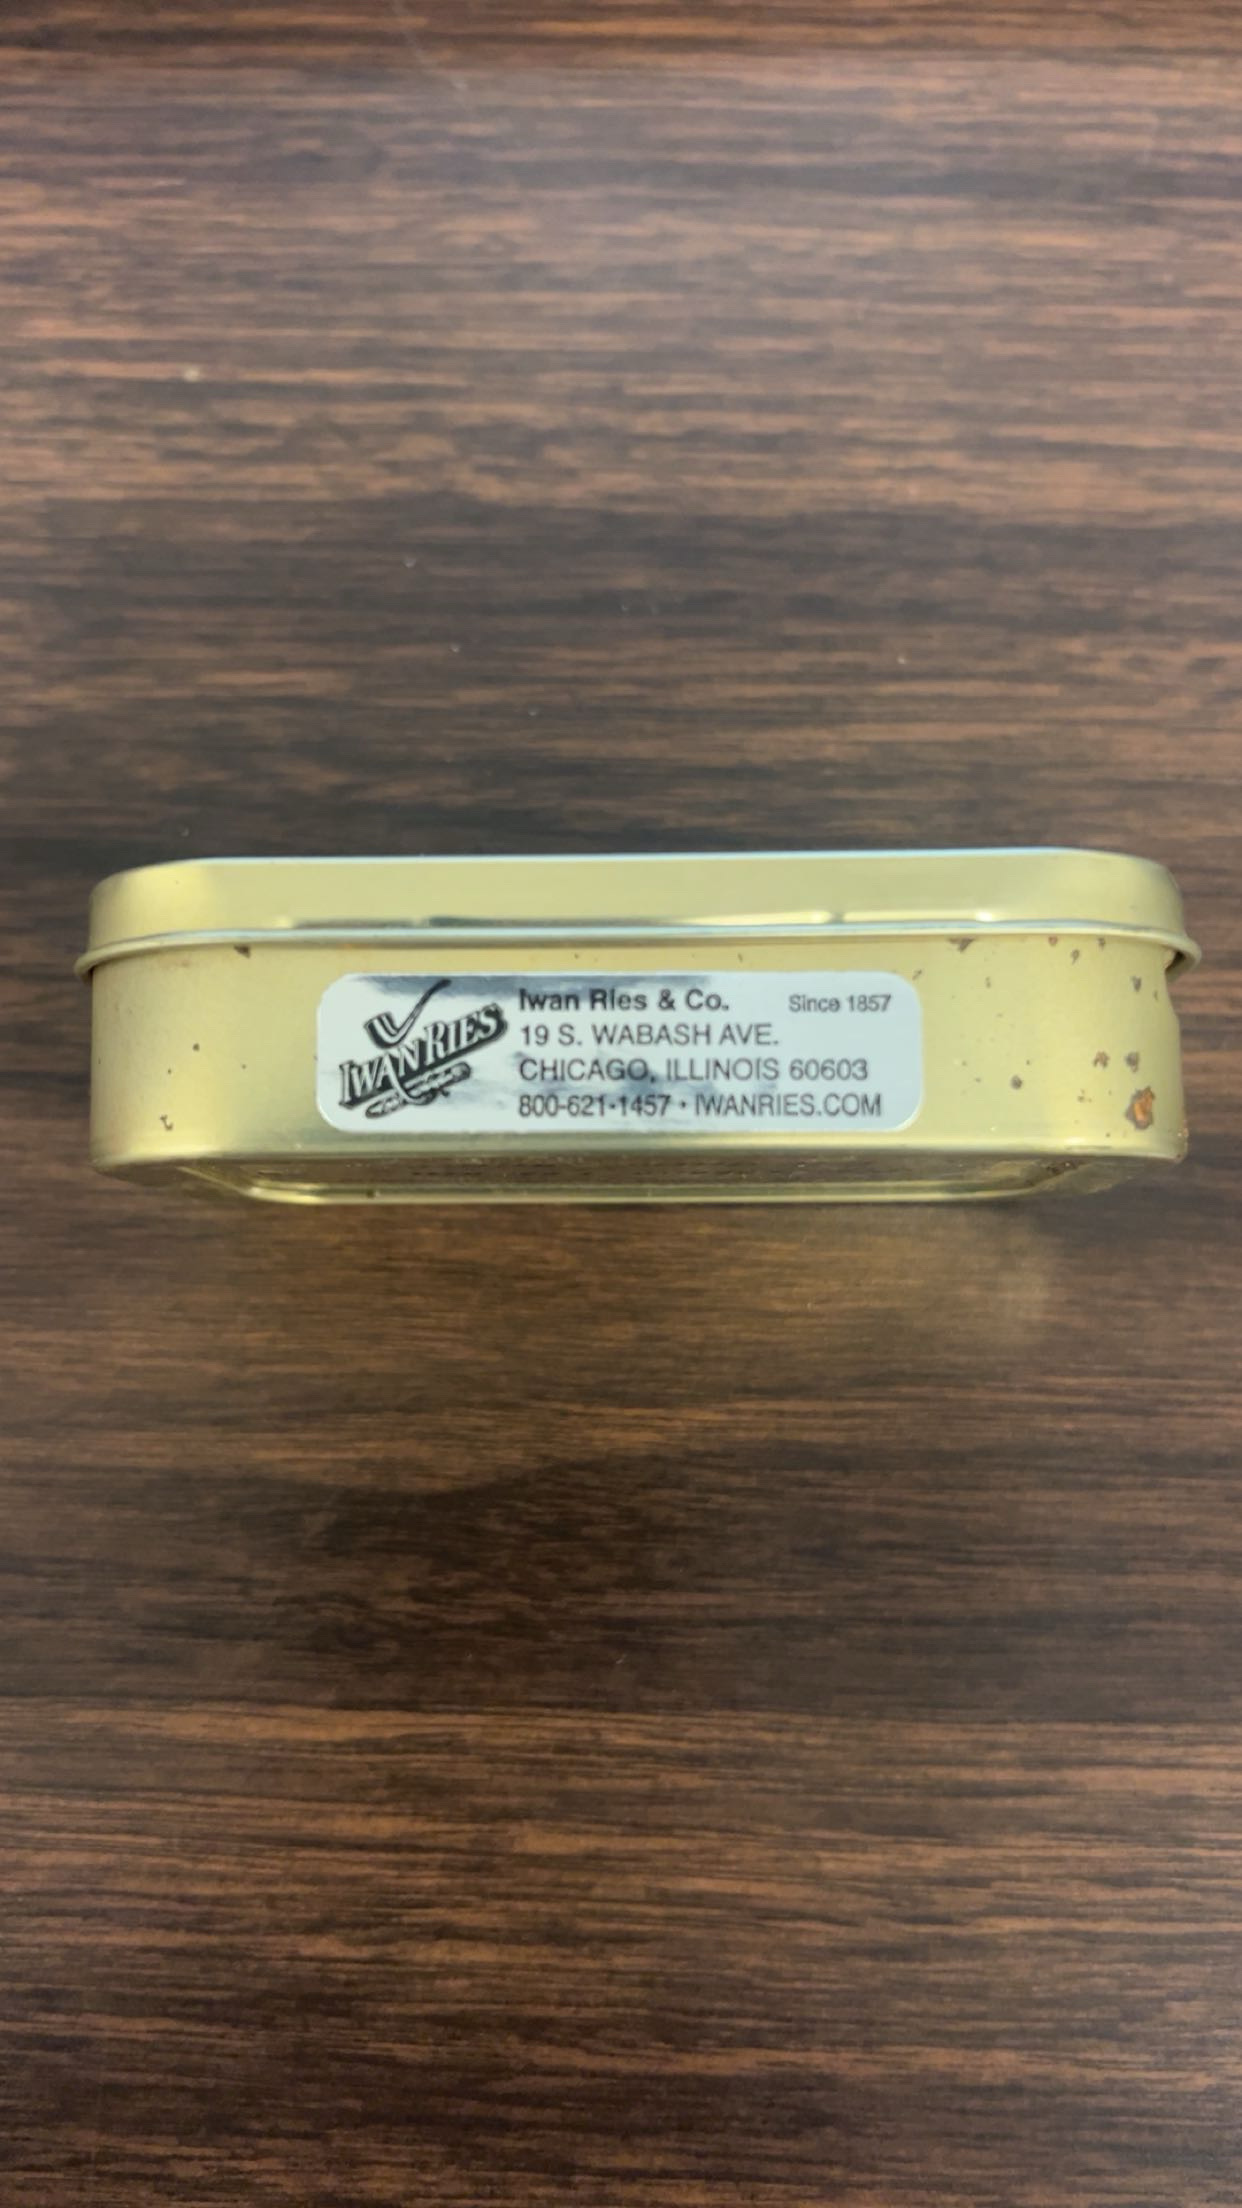 IWAN RIES
Iwan Ries & Co. Since 1857
19 S. WABASH AVE.
CHICAGO, ILLINOIS 60603
800-621-1457 • IWANRIES.COM